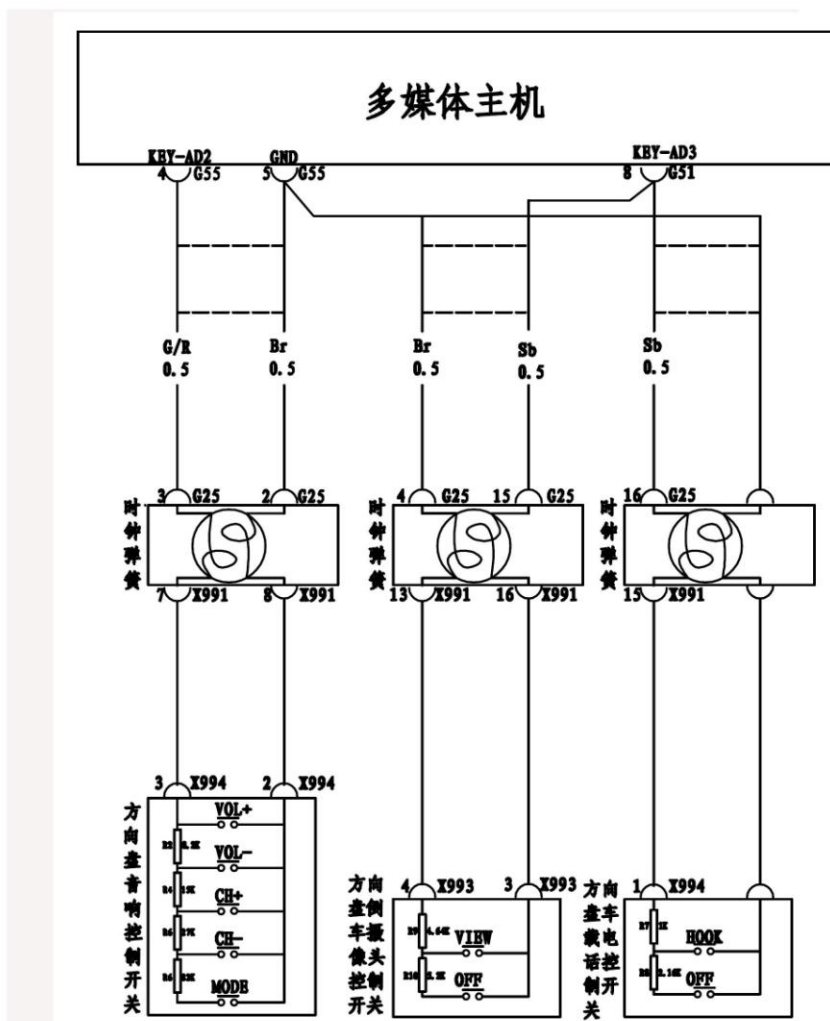 多媒体主机
KEY-AD2 GND KEY-AD3
4 G55 5 G55 8 G51
G/R Br Br Sb Sb
0.5 0.5 0.5 0.5 0.5
3 G25 2 G25 4 G25 15 G25 16 G25
时钟弹簧 时钟弹簧 时钟弹簧
7 X991 8 X991 13 X991 16 X991 15 X991
3 X994 2 X994
方向盘音响控制开关
VOL+
VOL-
CH+
CH-
MODE
4 X993 3 X993
方向盘倒车摄像头控制开关
VIEW
OFF
1 X994
方向盘车载电话控制开关
HOOK
OFF